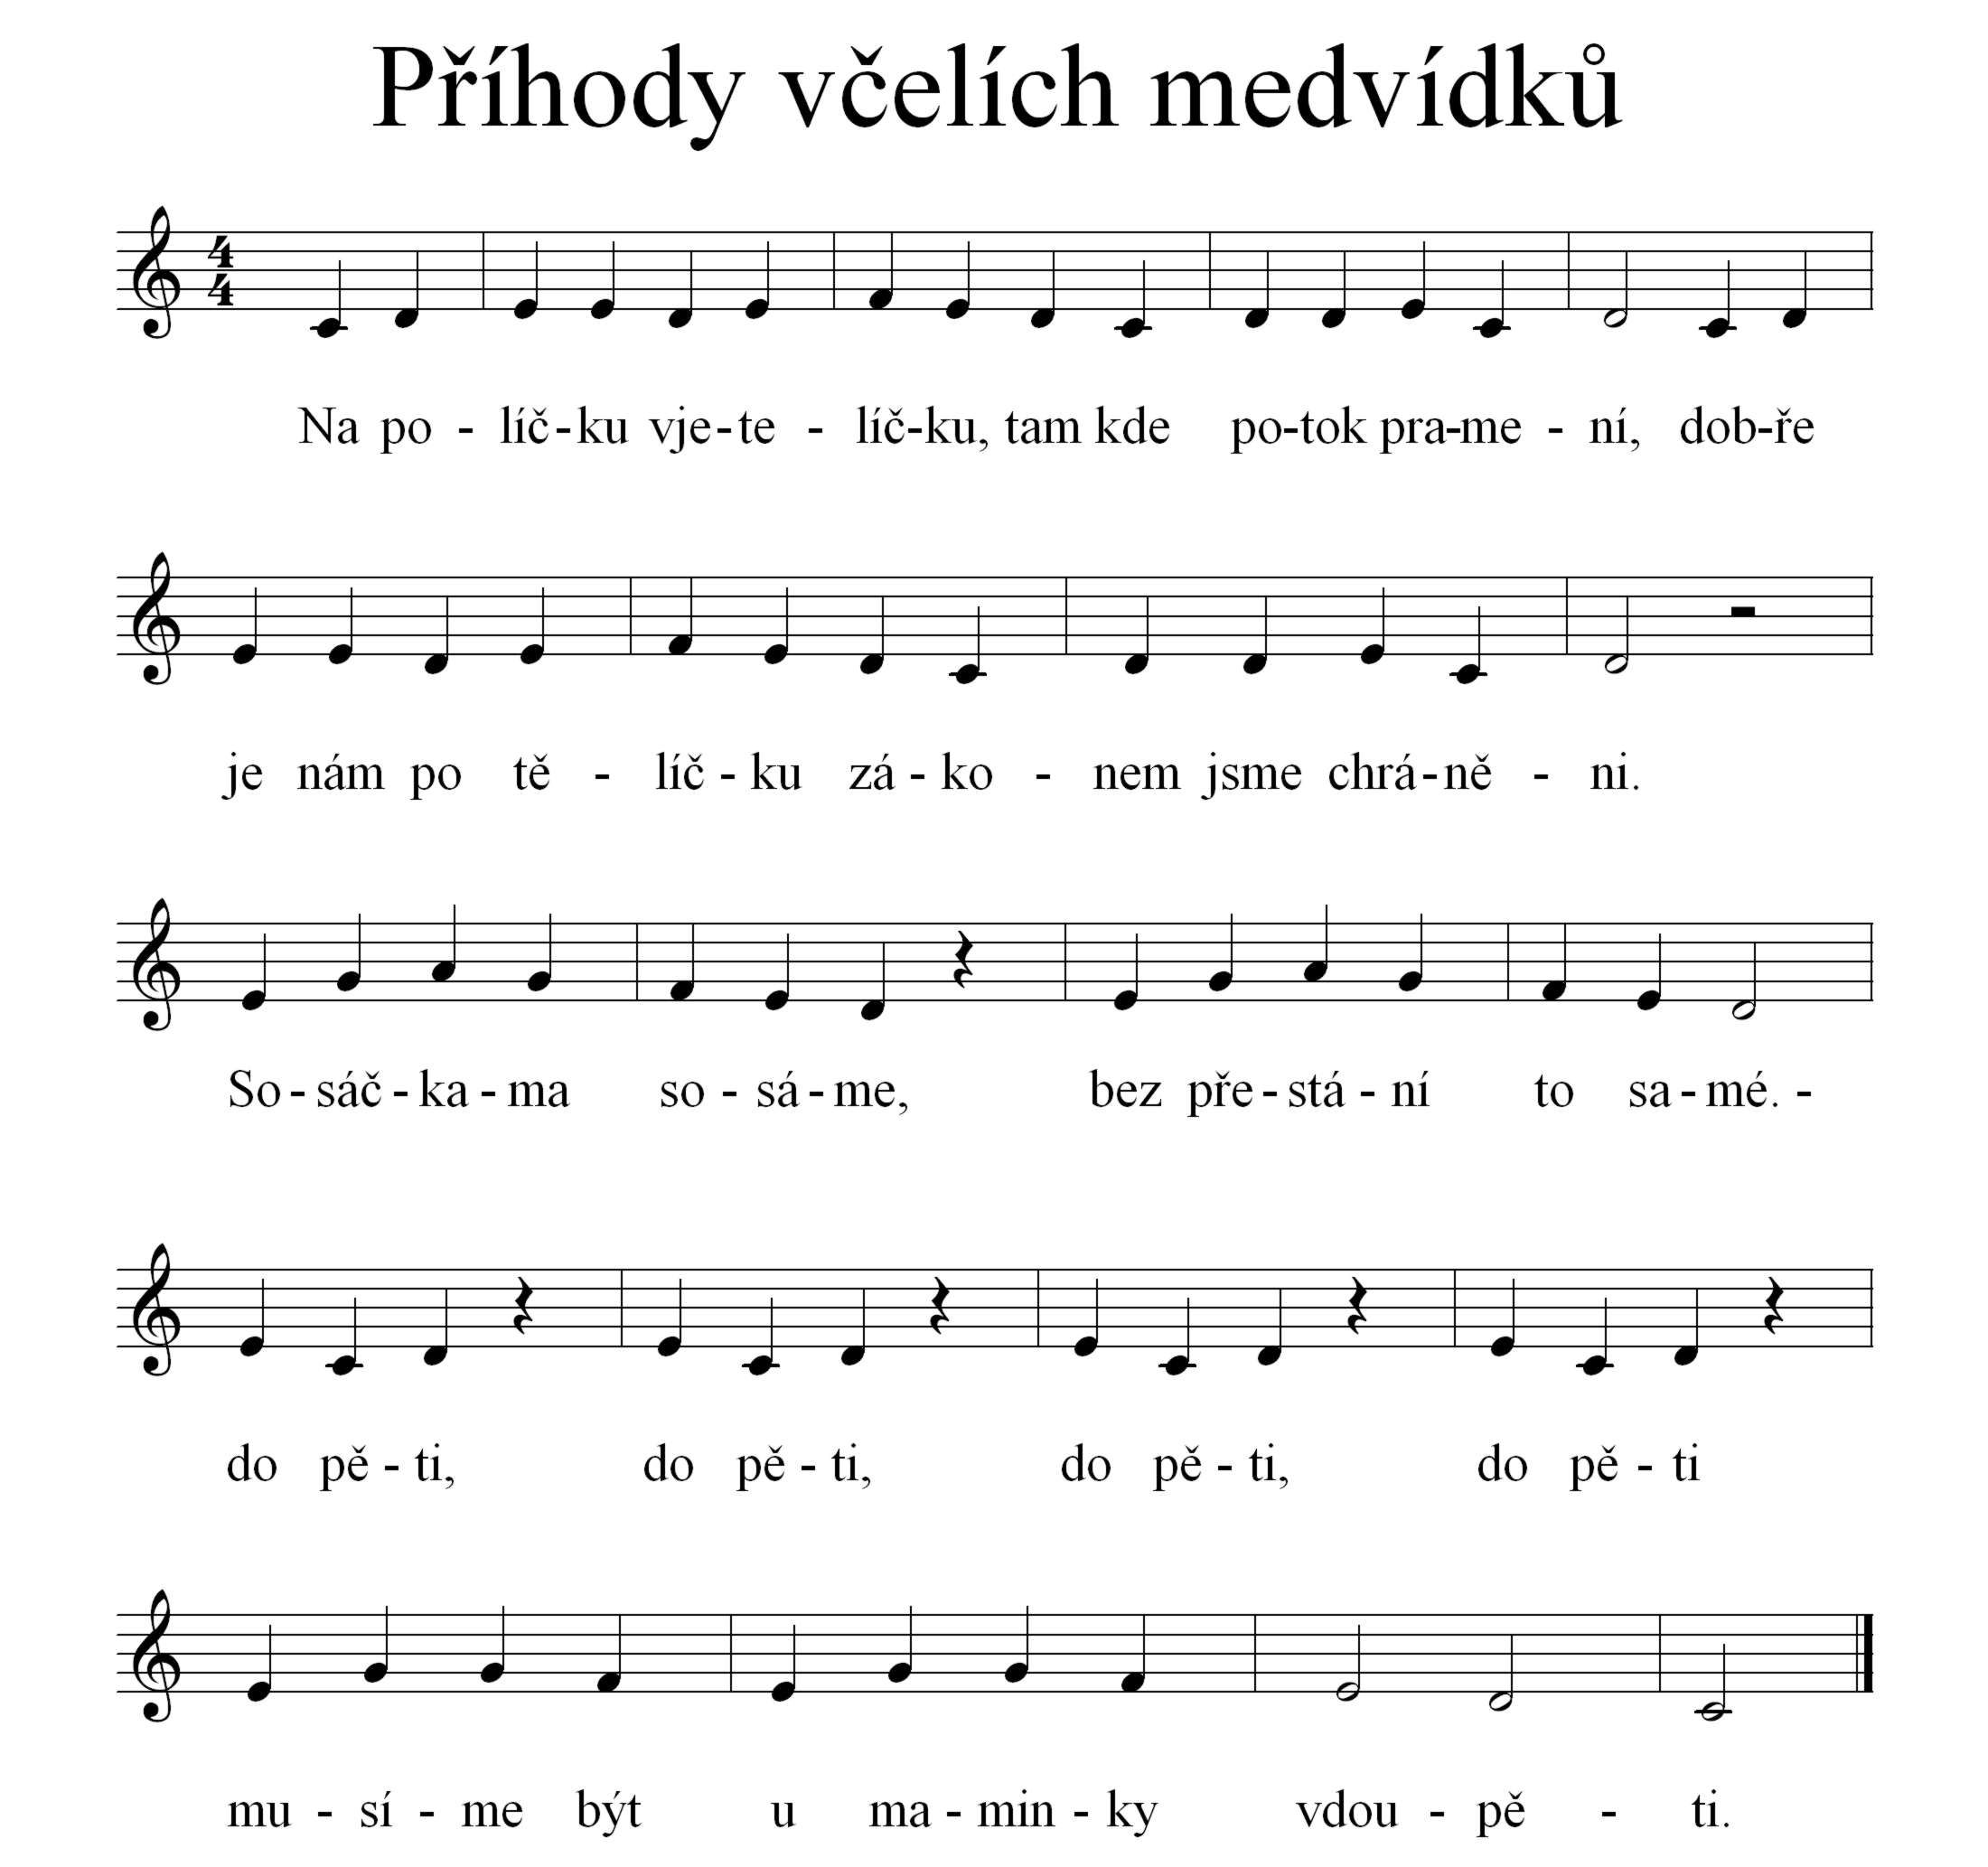 Příhody včelích medvídků
4
4
Na po - líč-ku vje-te - líč-ku, tam kde po-tok pra-me - ní, dob-ře
je nám po tě - líč - ku zá - ko - nem jsme chrá-ně - ni.
So - sáč - ka - ma so - sá - me, bez pře - stá - ní to sa - mé. -
do pě - ti, do pě - ti, do pě - ti, do pě - ti
mu - sí - me být u ma - min - ky vdou - pě - ti.